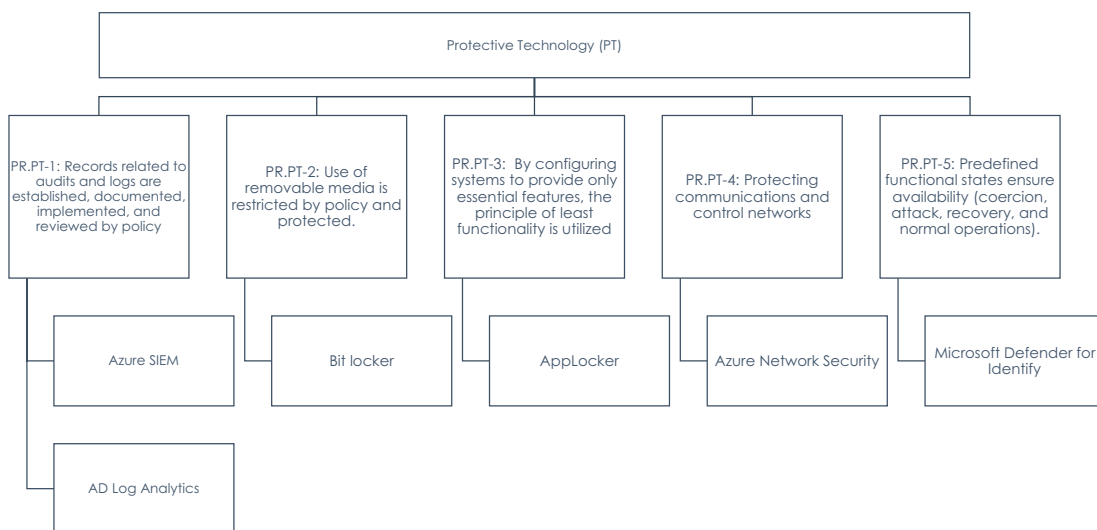 Protective Technology (PT)
PR.PT-1: Records related to
audits and logs are
established, documented,
implemented, and
reviewed by policy
PR.PT-2: Use of
removable media is
restricted by policy and
protected.
PR.PT-3:  By configuring
systems to provide only
essential features, the
principle of least
functionality is utilized
PR.PT-4: Protecting
communications and
control networks
PR.PT-5: Predefined
functional states ensure
availability (coercion,
attack, recovery, and
normal operations).
Azure SIEM
Bit locker
AppLocker
Azure Network Security
Microsoft Defender for
Identify
AD Log Analytics